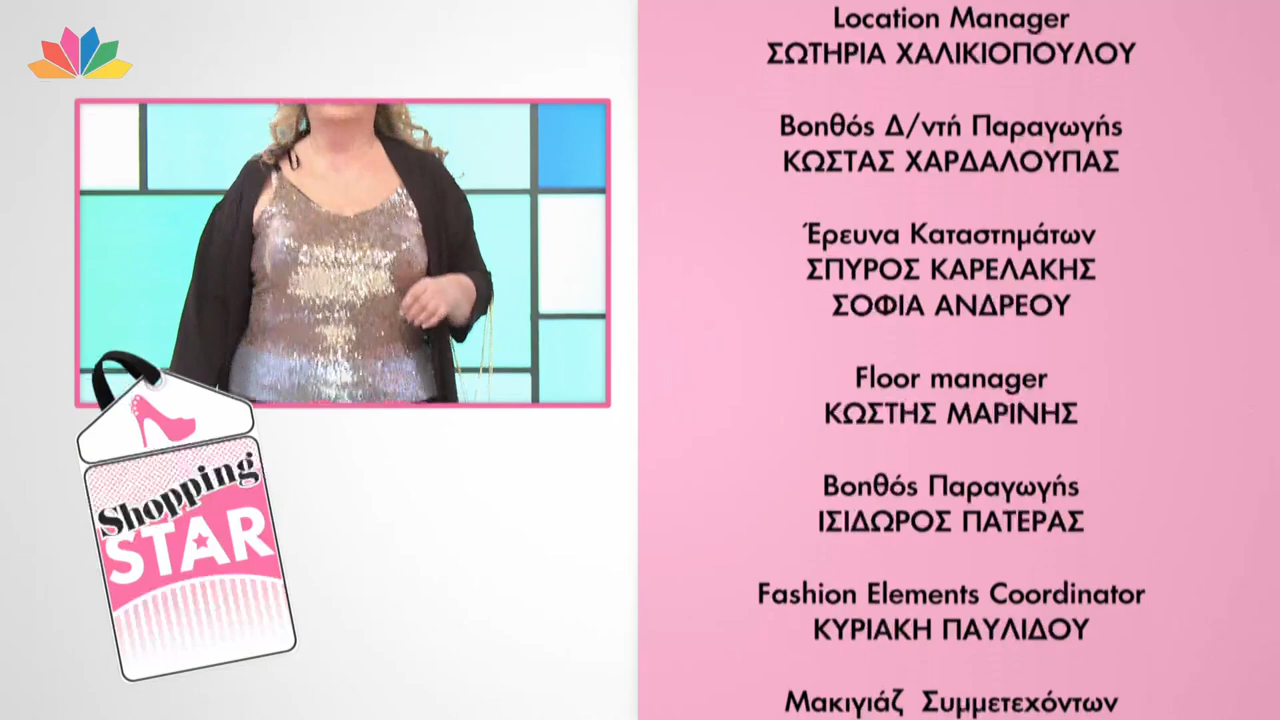 Location Manager
ΣΩΤΗΡΙΑ ΧΑΛΙΚΙΟΠΟΥΛΟΥ
Βοηθός Δ/ντή Παραγωγής
ΚΩΣΤΑΣ ΧΑΡΔΑΛΟΥΠΑΣ
Έρευνα Καταστημάτων
ΣΠΥΡΟΣ ΚΑΡΕΛΑΚΗΣ
ΣΟΦΙΑ ΑΝΔΡΕΟΥ
Floor manager
ΚΩΣΤΗΣ ΜΑΡΙΝΗΣ
Βοηθός Παραγωγής
ΙΣΙΔΩΡΟΣ ΠΑΤΕΡΑΣ
Fashion Elements Coordinator
ΚΥΡΙΑΚΗ ΠΑΥΛΙΔΟΥ
Μακιγιάζ Συμμετεχόντων
Shopping
STAR